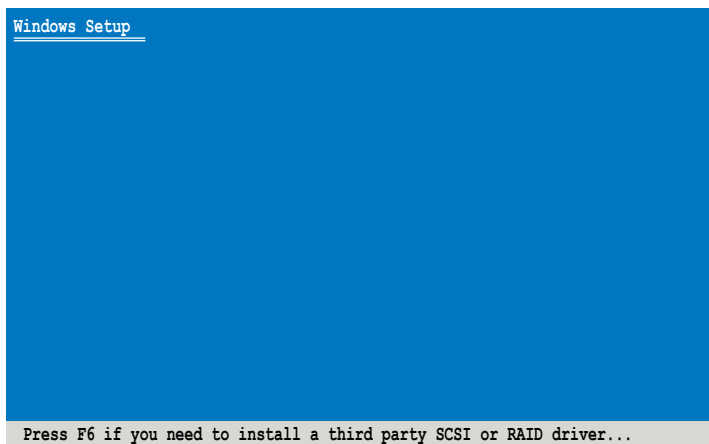 Windows Setup
Press F6 if you need to install a third party SCSI or RAID driver...